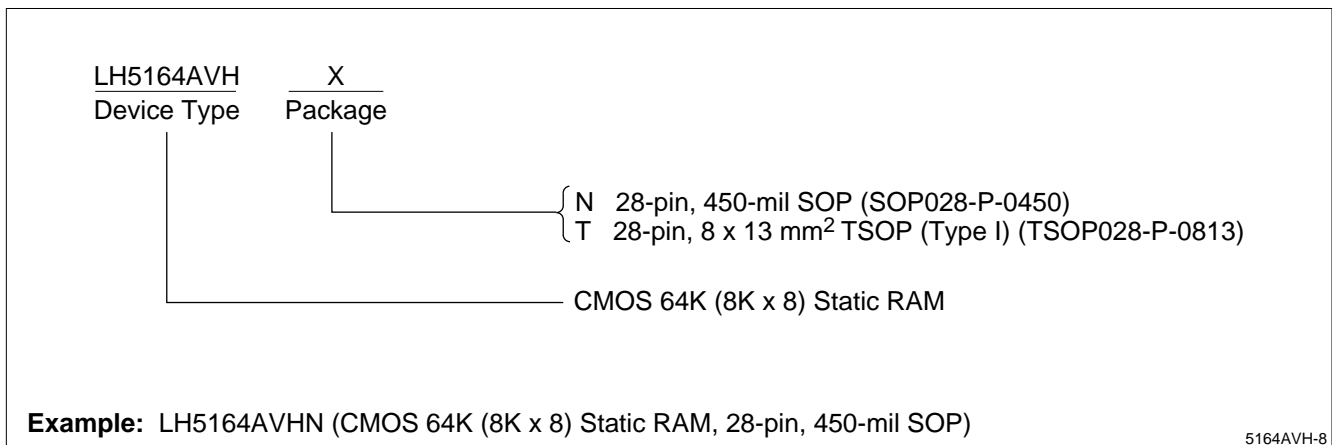 LH5164AVH X
Device Type Package
N 28-pin, 450-mil SOP (SOP028-P-0450)
T 28-pin, 8 x 13 mm2 TSOP (Type I) (TSOP028-P-0813)
CMOS 64K (8K x 8) Static RAM
Example: LH5164AVHN (CMOS 64K (8K x 8) Static RAM, 28-pin, 450-mil SOP)
5164AVH-8